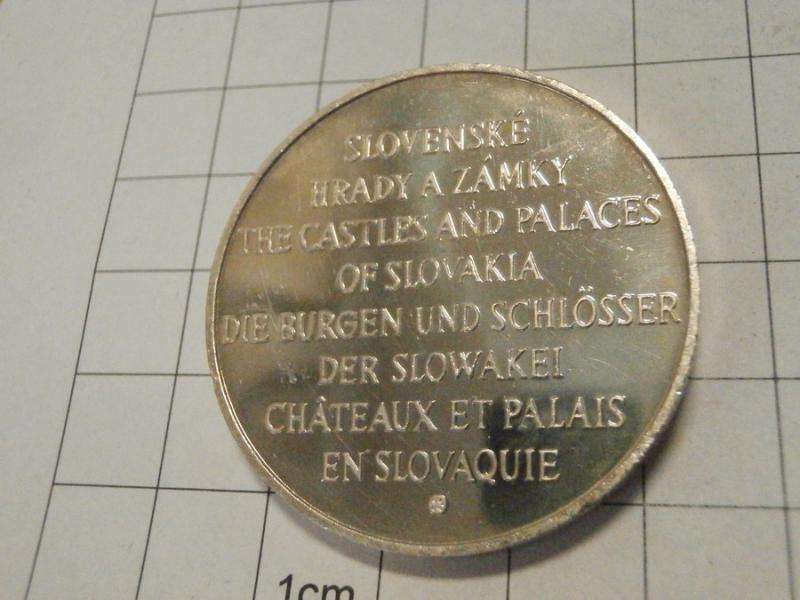 SLOVENSKÉ
HRADY A ZÁMKY
THE CASTLES AND PALACES
OF SLOVAKIA
DIE BURGEN UND SCHLÖSSER
DER SLOWAKEI
CHÂTEAUX ET PALAIS
EN SLOVAQUIE
1cm